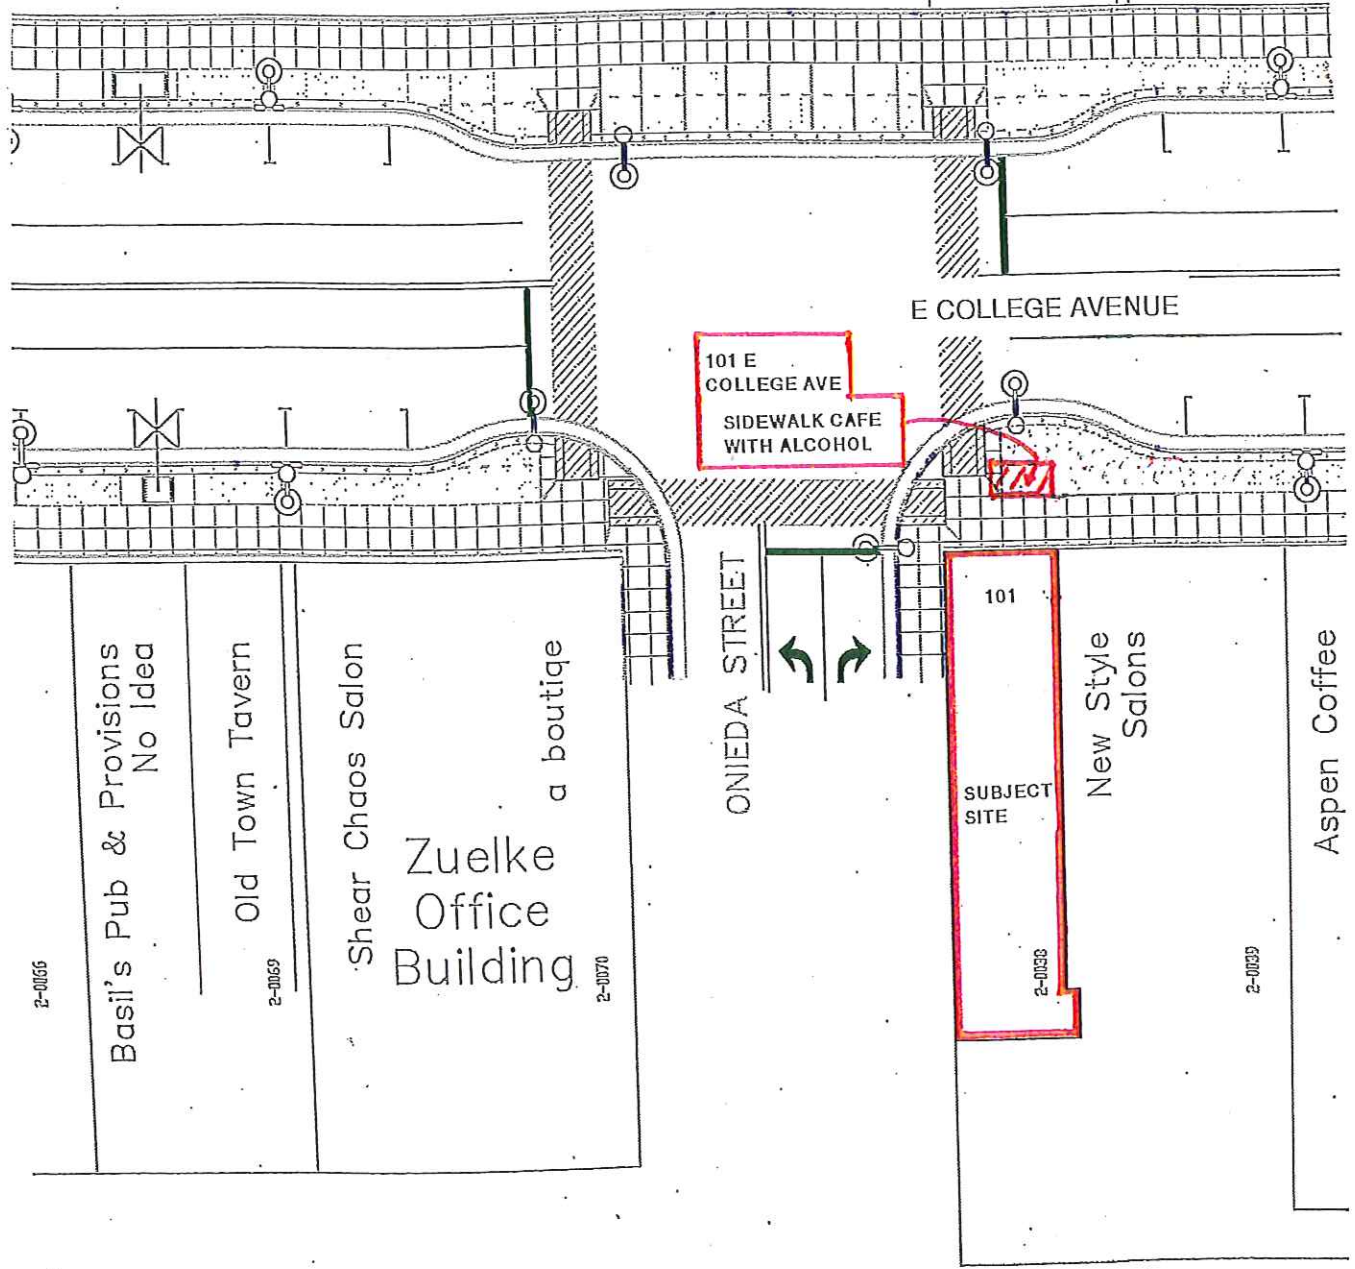 E COLLEGE AVENUE
101 E
COLLEGE AVE
SIDEWALK CAFE
WITH ALCOHOL
2-0066
Basil's Pub & Provisions
No Idea
Old Town Tavern
2-0069
Shear Chaos Salon
Zuelke
Office
Building
a boutiqe
2-0070
ONIEDA STREET
101
SUBJECT
SITE
2-0038
New Style
Salons
2-0039
Aspen Coffee